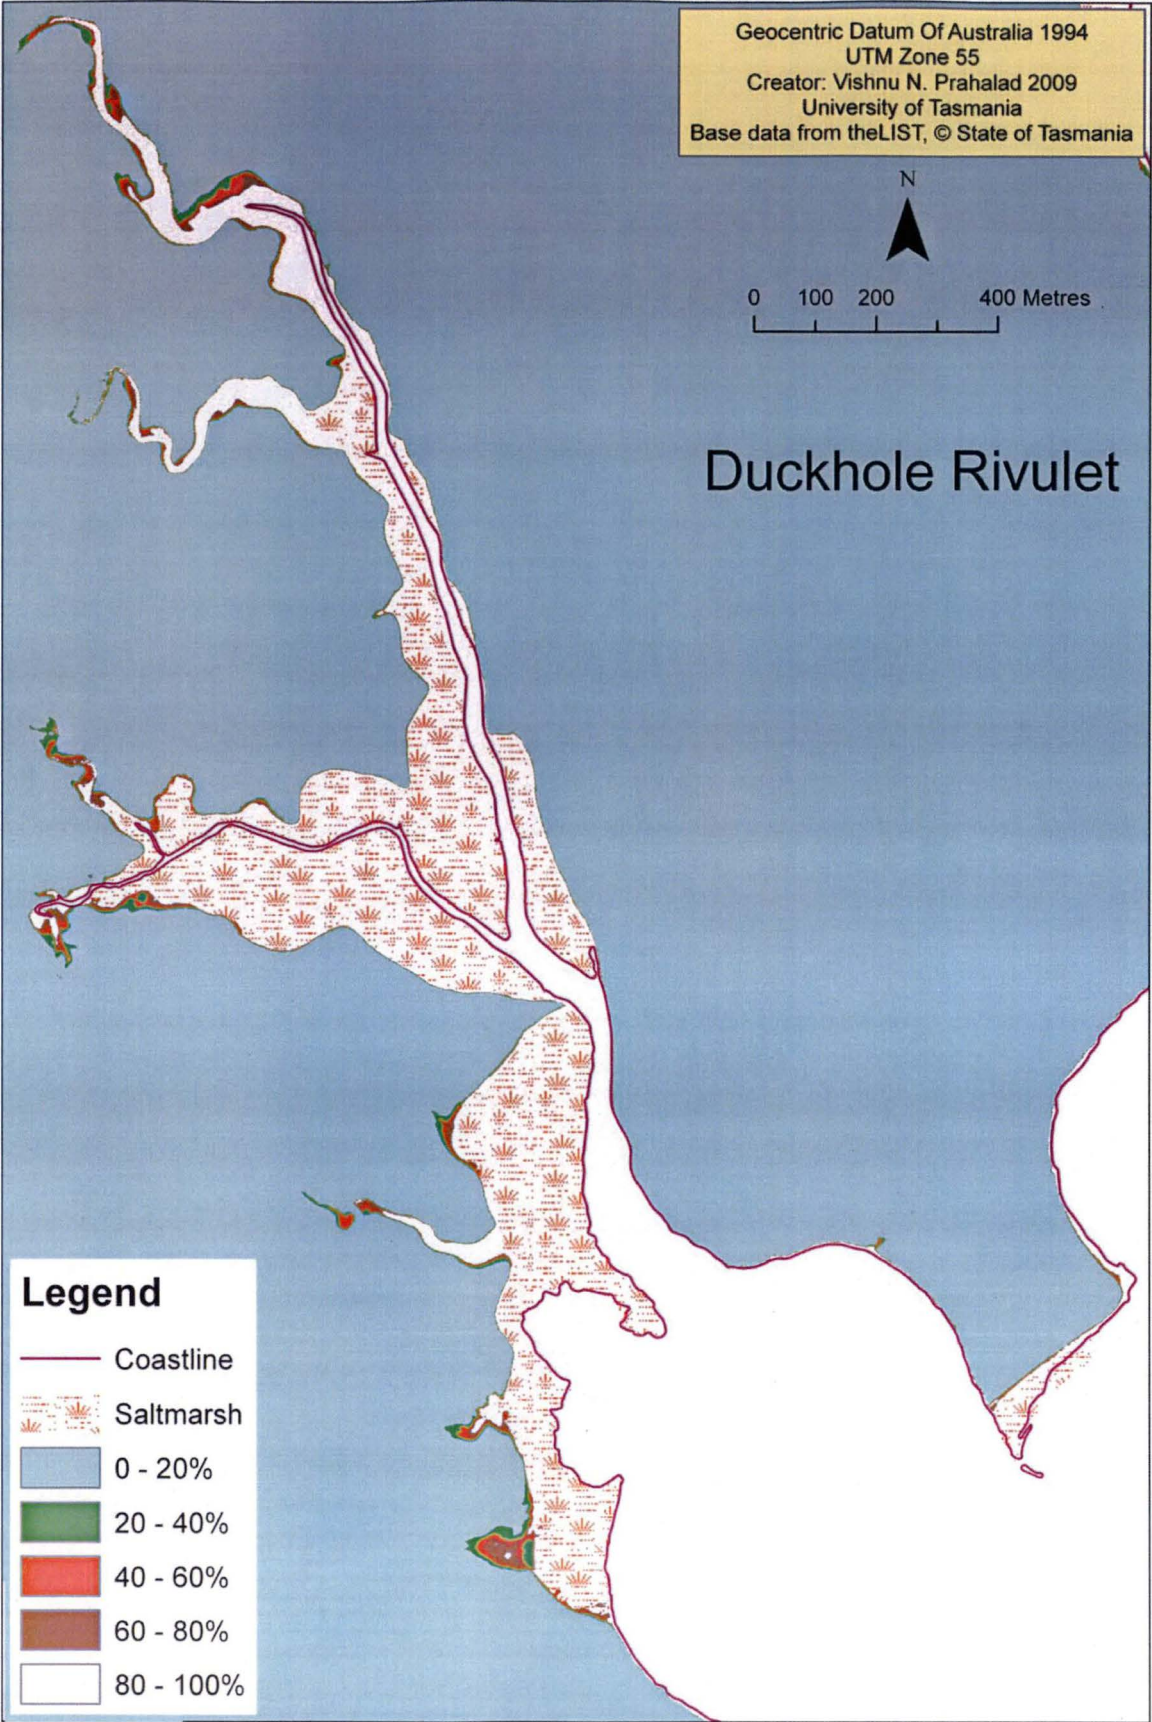 Geocentric Datum Of Australia 1994
UTM Zone 55
Creator: Vishnu N. Prahalad 2009
University of Tasmania
Base data from theLIST, © State of Tasmania
N
0 100 200 400 Metres
Duckhole Rivulet
Legend
Coastline
Saltmarsh
0 - 20%
20 - 40%
40 - 60%
60 - 80%
80 - 100%